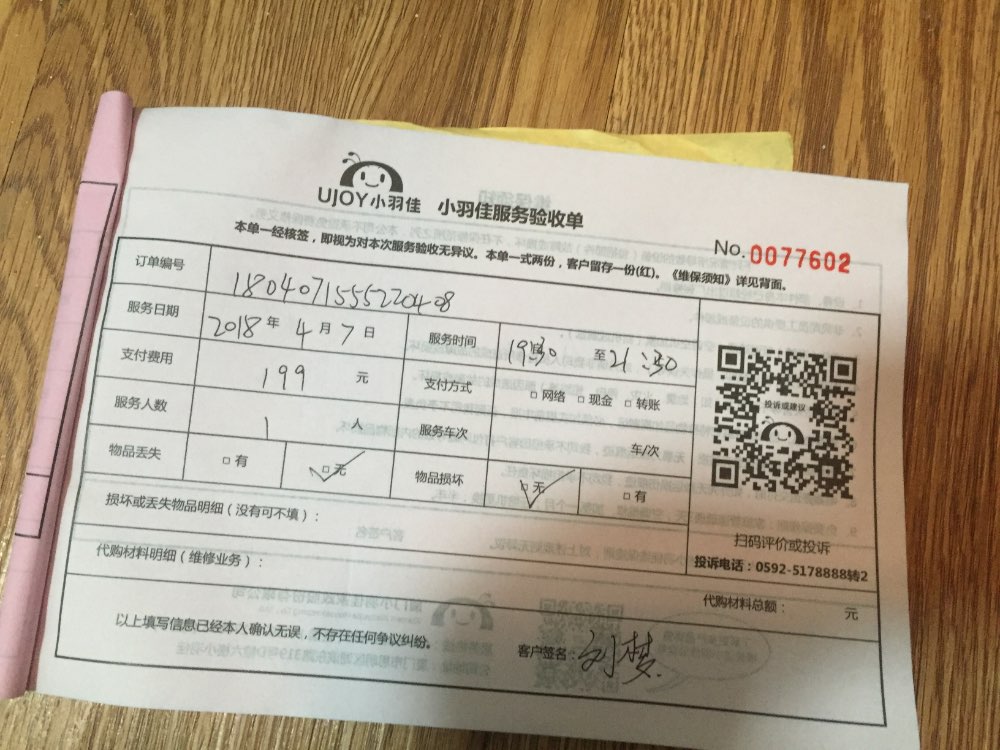 UJOY小羽佳 小羽佳服务验收单
No. 0077602
本单一经核签，即视为对本次服务验收无异议。本单一式两份，客户留存一份(红)。《维保须知》详见背面。
订单编号 180407155522 0408
服务日期 2018 年 4 月 7 日 服务时间 19:30 至 21:30
支付费用 199 元 支付方式 □网络 □现金 □转账
服务人数 1 人 服务车次 车/次
物品丢失 □有 □无 物品损坏 □无 □有
投诉或建议
扫码评价或投诉
投诉电话：0592-5178888转2
损坏或丢失物品明细（没有可不填）：
代购材料明细（维修业务）：
代购材料总额： 元
以上填写信息已经本人确认无误，不存在任何争议纠纷。
客户签名：刘梦